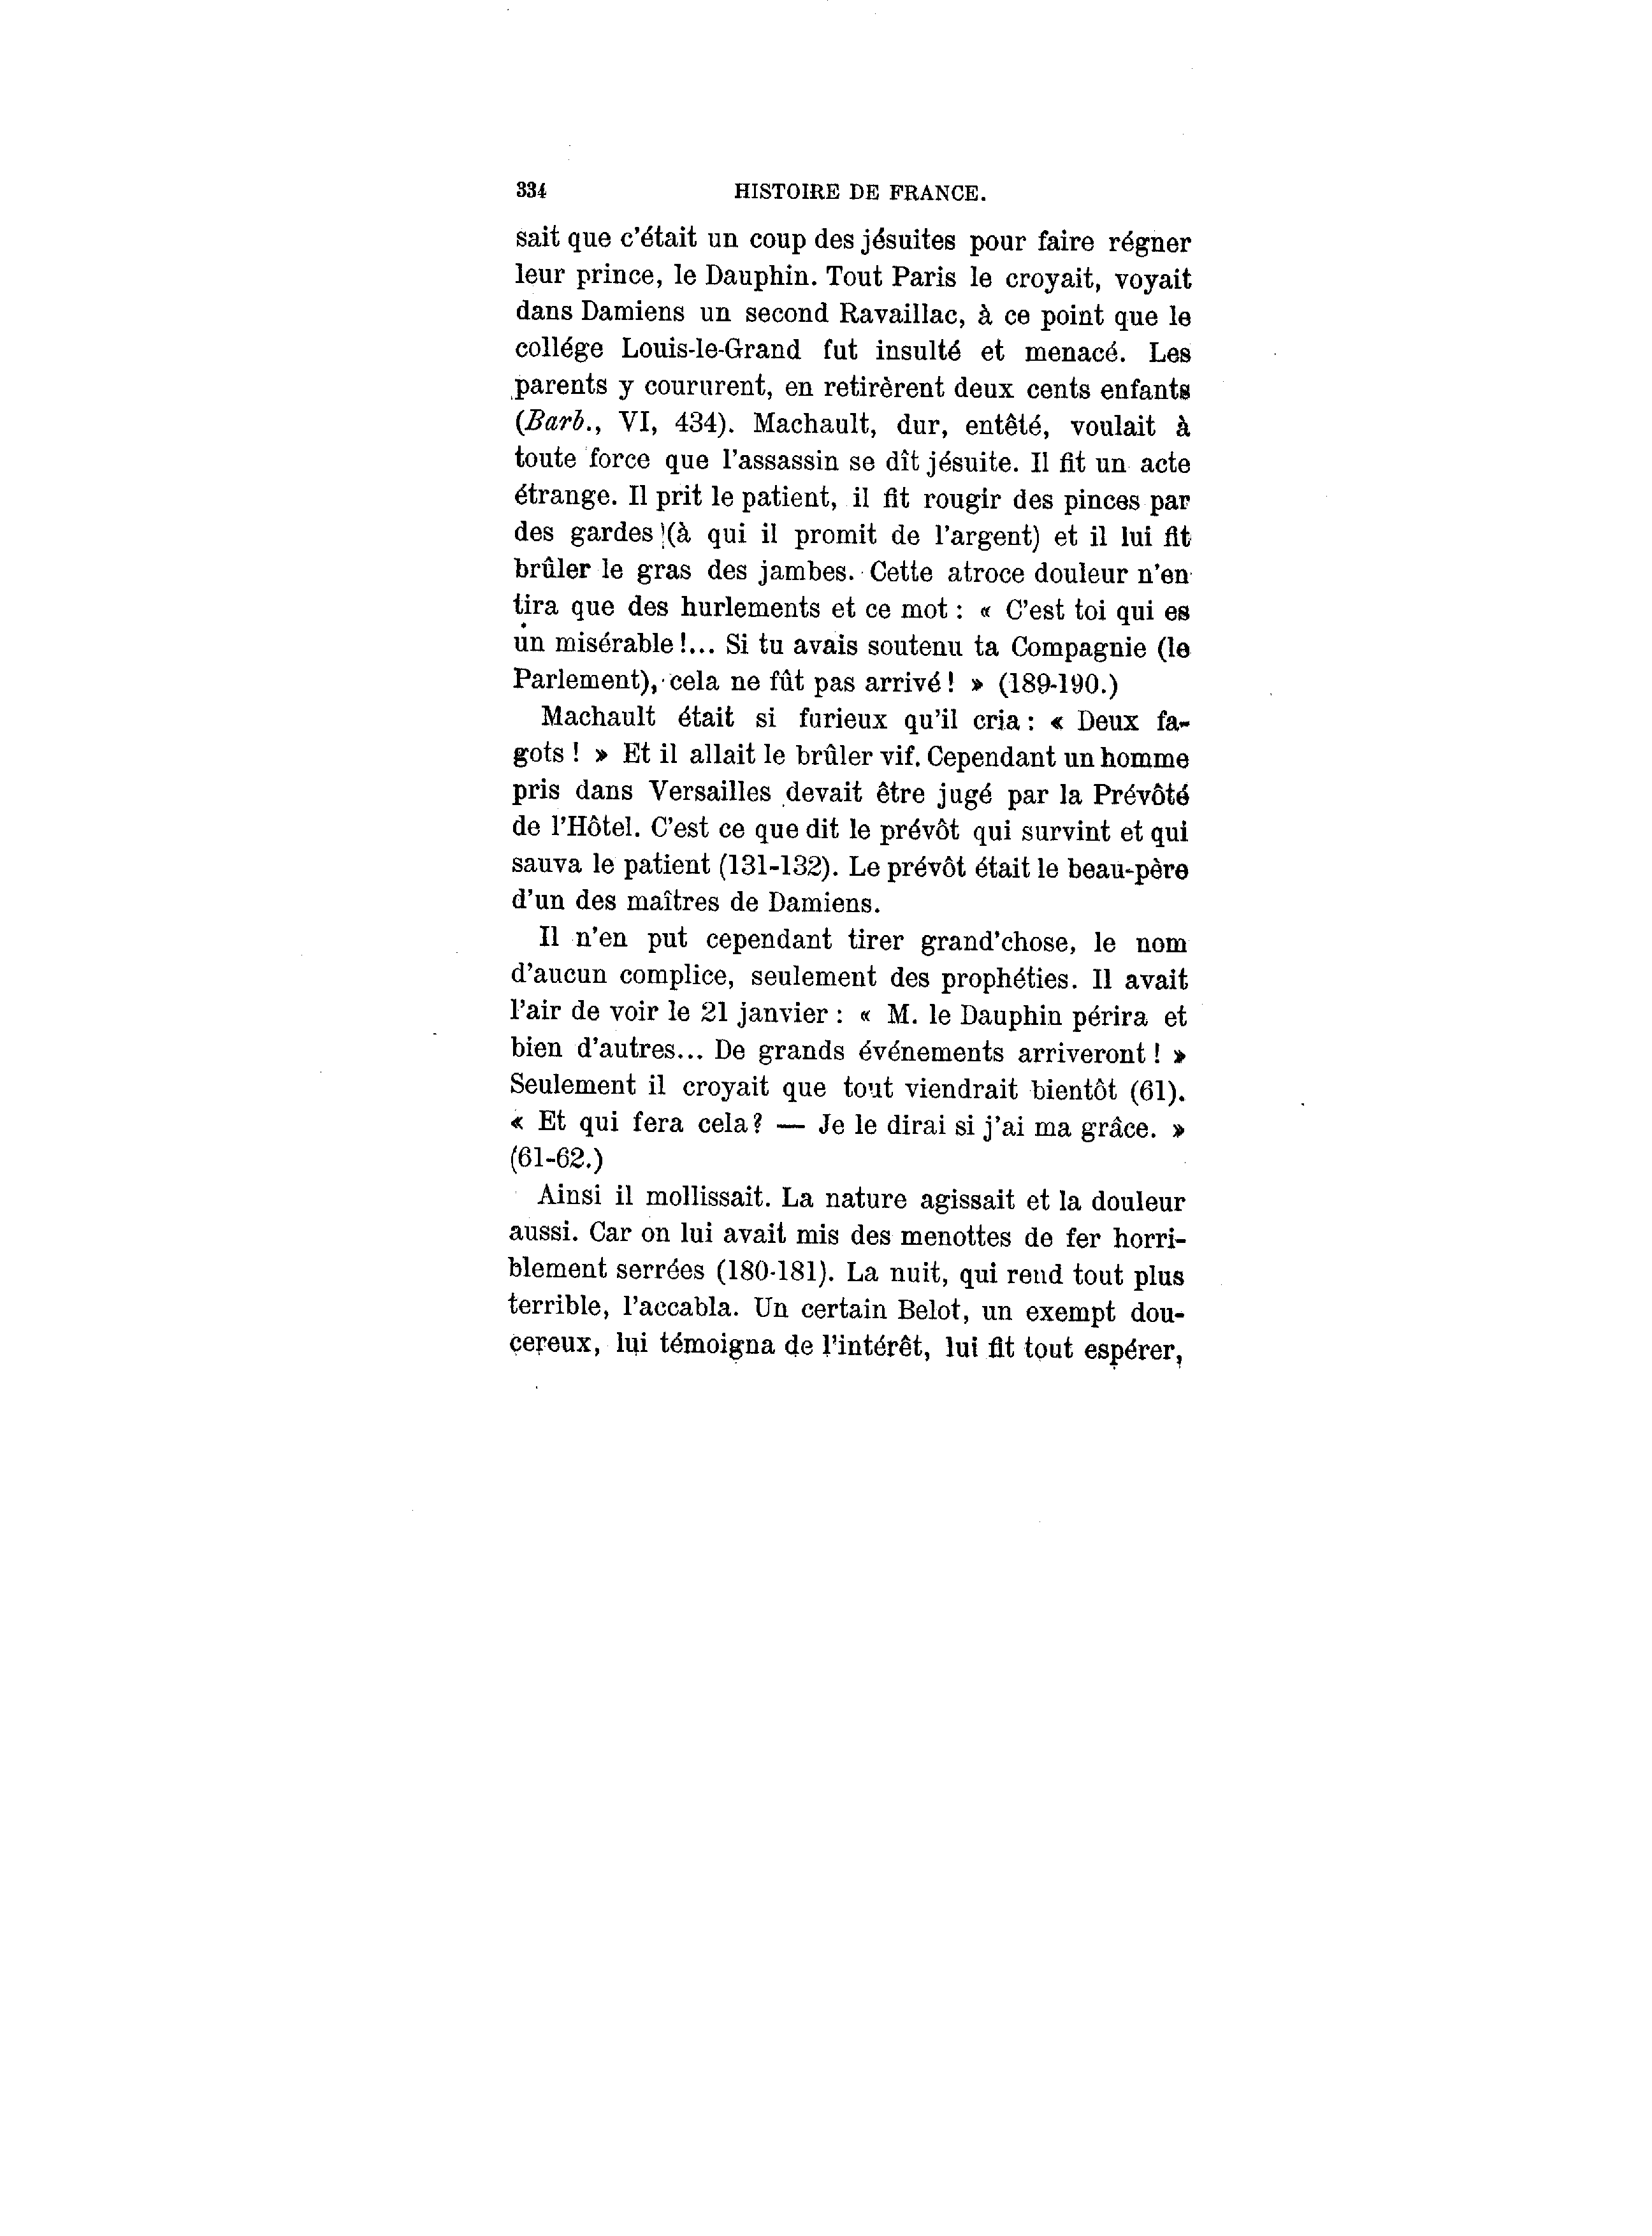 334 HISTOIRE DE FRANCE.
sait que c'était un coup des jésuites pour faire régner
leur prince, le Dauphin. Tout Paris le croyait, voyait
dans Damiens un second Ravaillac, à ce point que le
collége Louis-le-Grand fut insulté et menacé. Les
parents y coururent, en retirèrent deux cents enfants
(Barb., VI, 434). Machault, dur, entêté, voulait à
toute force que l'assassin se dît jésuite. Il fit un acte
étrange. Il prit le patient, il fit rougir des pinces par
des gardes (à qui il promit de l'argent) et il lui fit
brûler le gras des jambes. Cette atroce douleur n'en
tira que des hurlements et ce mot : « C'est toi qui es
un misérable !... Si tu avais soutenu ta Compagnie (le
Parlement), cela ne fût pas arrivé ! » (189-190.)
Machault était si furieux qu'il cria : « Deux fa-
gots ! » Et il allait le brûler vif. Cependant un homme
pris dans Versailles devait être jugé par la Prévôté
de l'Hôtel. C'est ce que dit le prévôt qui survint et qui
sauva le patient (131-132). Le prévôt était le beau-père
d'un des maîtres de Damiens.
Il n'en put cependant tirer grand'chose, le nom
d'aucun complice, seulement des prophéties. Il avait
l'air de voir le 21 janvier : « M. le Dauphin périra et
bien d'autres... De grands événements arriveront ! »
Seulement il croyait que tout viendrait bientôt (61).
« Et qui fera cela ? — Je le dirai si j'ai ma grâce. »
(61-62.)
Ainsi il mollissait. La nature agissait et la douleur
aussi. Car on lui avait mis des menottes de fer horri-
blement serrées (180-181). La nuit, qui rend tout plus
terrible, l'accabla. Un certain Belot, un exempt dou-
cereux, lui témoigna de l'intérêt, lui fit tout espérer,